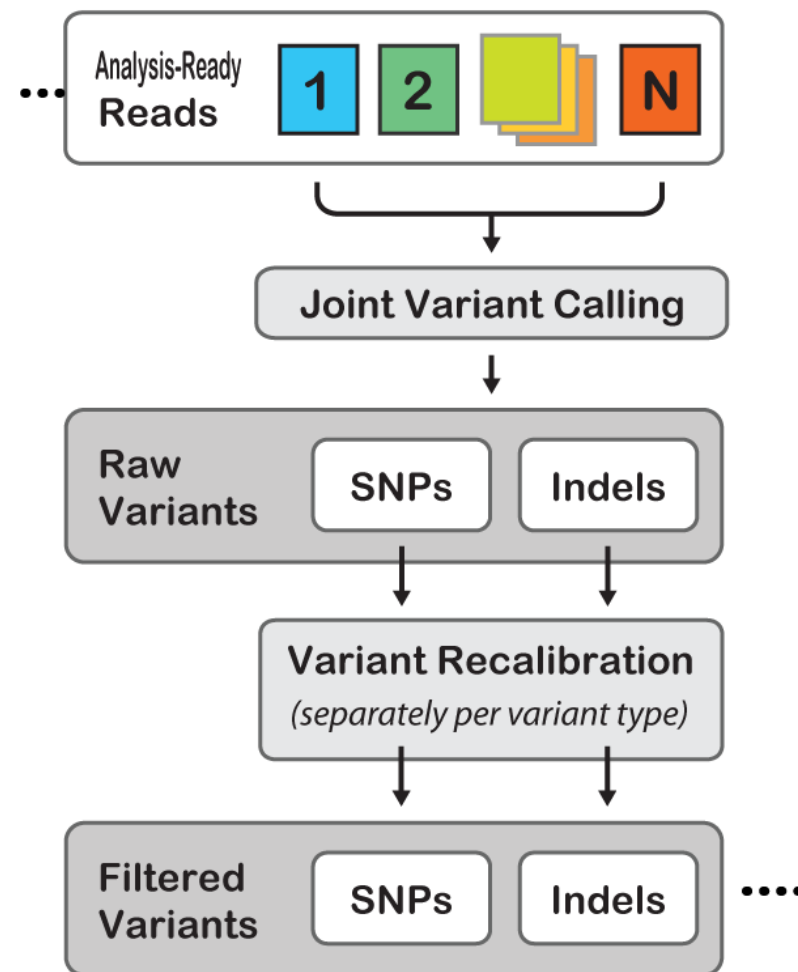 Analysis-Ready
Reads
1 2 N
Joint Variant Calling
Raw
Variants
SNPs Indels
Variant Recalibration
(separately per variant type)
Filtered
Variants
SNPs Indels